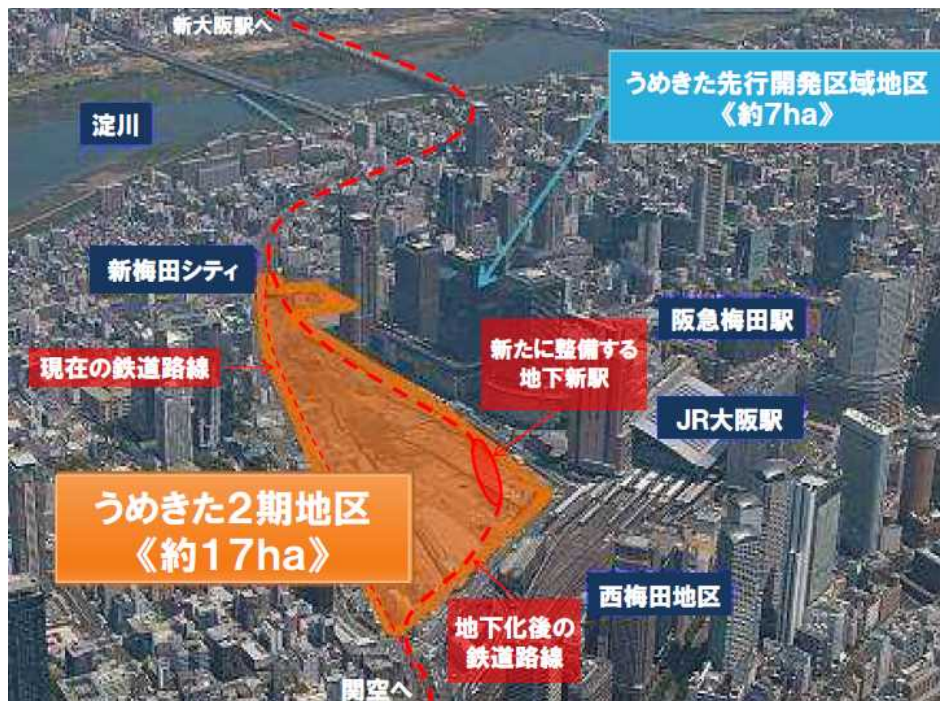 新大阪駅へ
うめきた先行開発区域地区
《約7ha》
淀川
新梅田シティ
阪急梅田駅
新たに整備する
地下新駅
現在の鉄道路線
JR大阪駅
うめきた2期地区
《約17ha》
西梅田地区
地下化後の
鉄道路線
関空へ